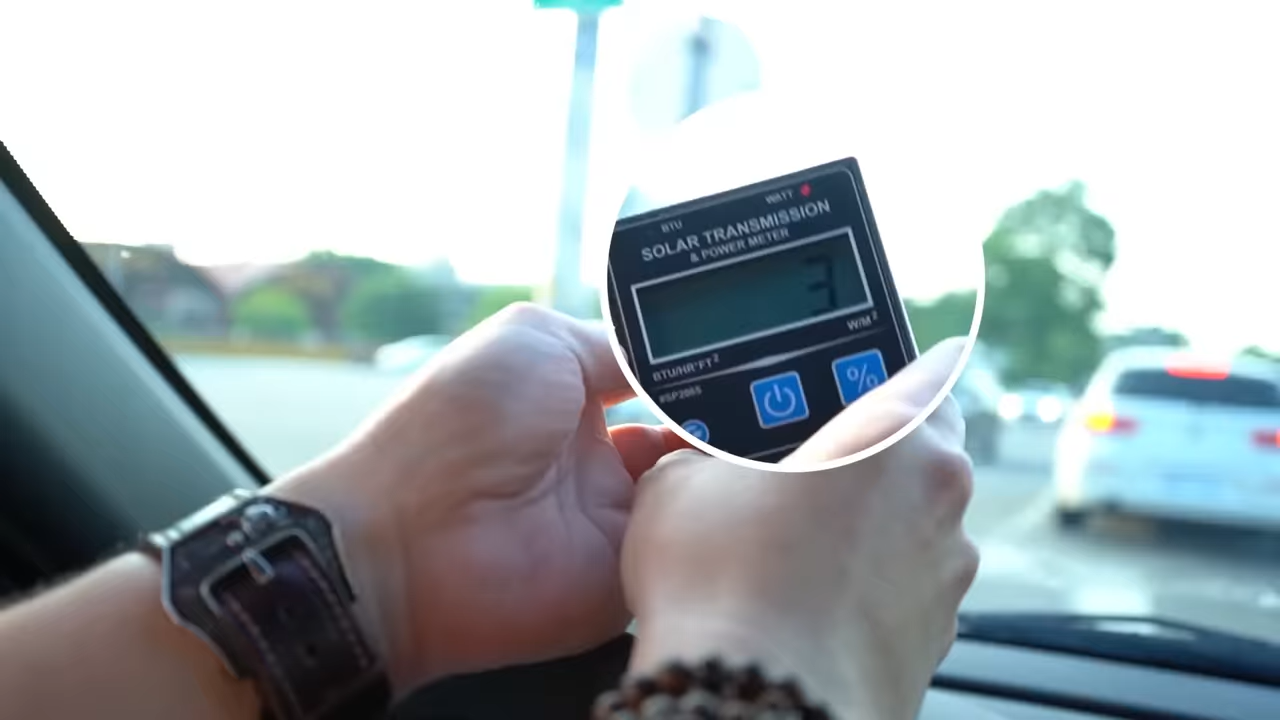 BTU WATT
SOLAR TRANSMISSION
& POWER METER
3
BTU/HR*FT² W/M²
#SP2065
%